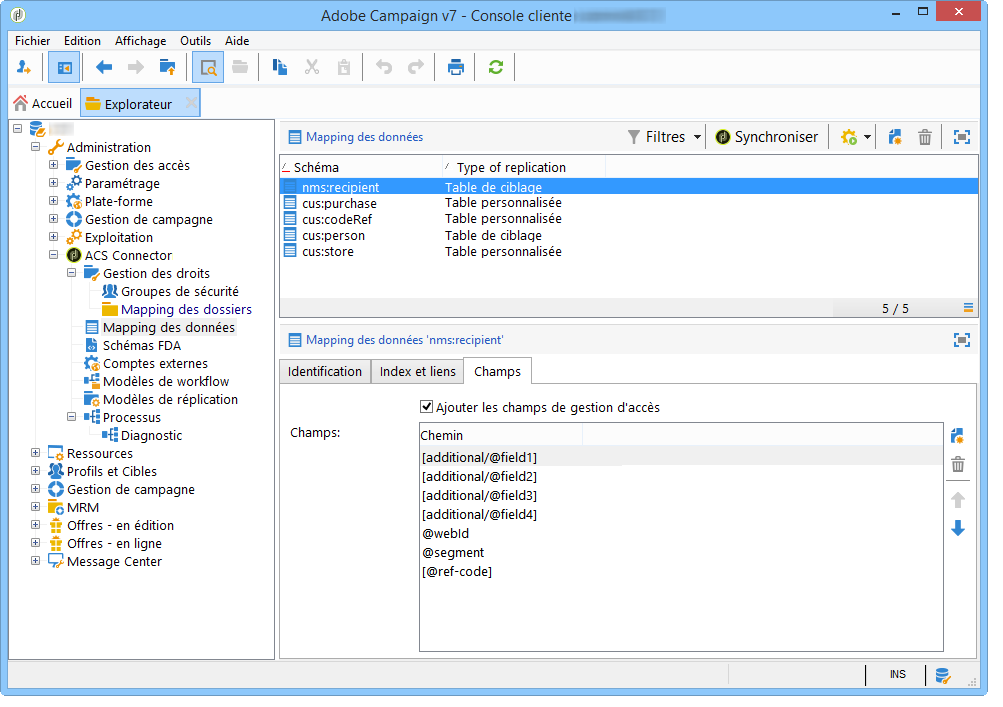 Adobe Campaign v7 - Console cliente
Fichier Edition Affichage Outils Aide
Accueil Explorateur
Administration
Gestion des accès
Paramétrage
Plate-forme
Gestion de campagne
Exploitation
ACS Connector
Gestion des droits
Groupes de sécurité
Mapping des dossiers
Mapping des données
Schémas FDA
Comptes externes
Modèles de workflow
Modèles de réplication
Processus
Diagnostic
Ressources
Profils et Cibles
Gestion de campagne
MRM
Offres - en édition
Offres - en ligne
Message Center
Mapping des données Filtres Synchroniser
Schéma Type of replication
nms:recipient Table de ciblage
cus:purchase Table personnalisée
cus:codeRef Table personnalisée
cus:person Table de ciblage
cus:store Table personnalisée
5 / 5
Mapping des données 'nms:recipient'
Identification Index et liens Champs
Ajouter les champs de gestion d'accès
Champs:
Chemin
[additional/@field1]
[additional/@field2]
[additional/@field3]
[additional/@field4]
@webId
@segment
[@ref-code]
INS